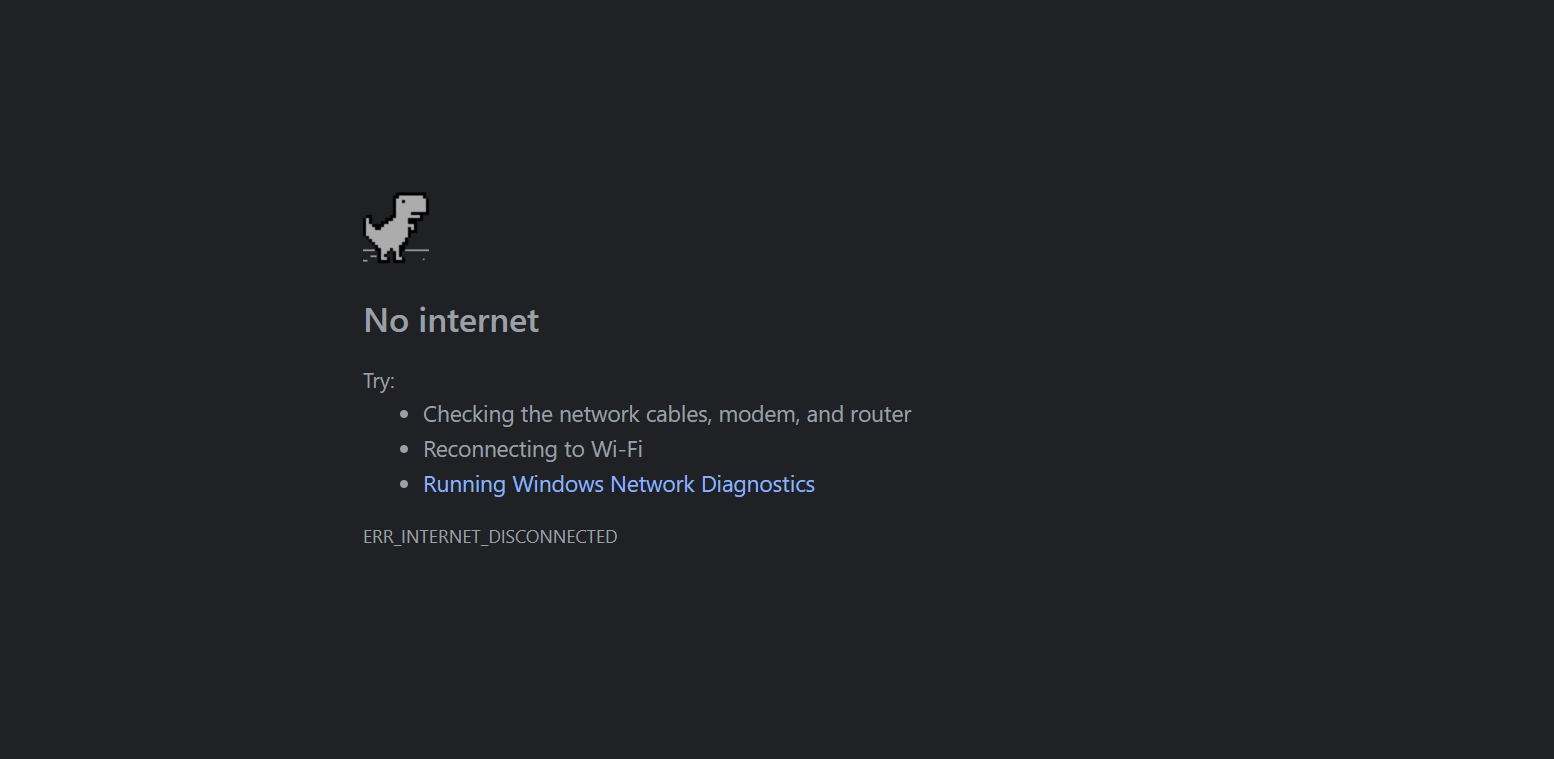 No internet
Try:
• Checking the network cables, modem, and router
• Reconnecting to Wi-Fi
• Running Windows Network Diagnostics
ERR_INTERNET_DISCONNECTED